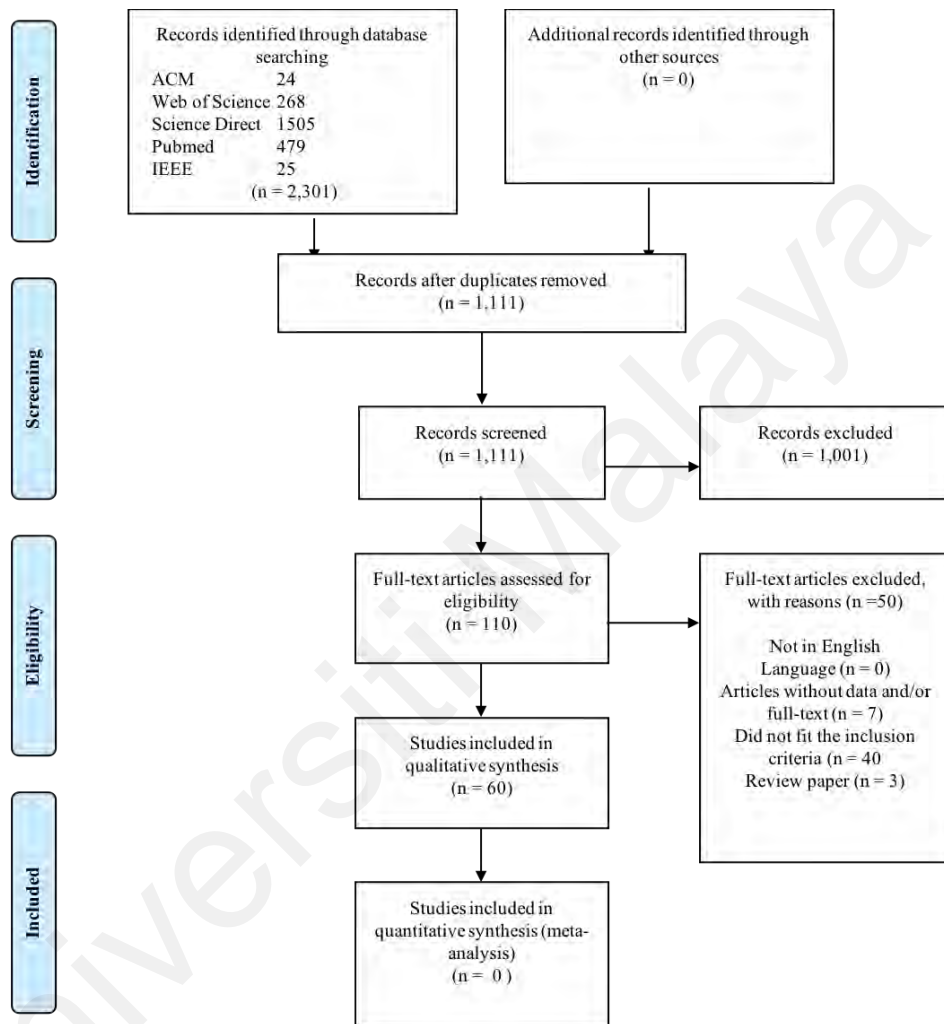 Identification
Records identified through database
searching
ACM 24
Web of Science 268
Science Direct 1505
Pubmed 479
IEEE 25
(n = 2,301)
Additional records identified through
other sources
(n = 0)
Records after duplicates removed
(n = 1,111)
Screening
Records screened
(n = 1,111)
Records excluded
(n = 1,001)
Eligibility
Full-text articles assessed for
eligibility
(n = 110)
Full-text articles excluded,
with reasons (n =50)
Not in English
Language (n = 0)
Articles without data and/or
full-text (n = 7)
Did not fit the inclusion
criteria (n = 40
Review paper (n = 3)
Studies included in
qualitative synthesis
(n = 60)
Included
Studies included in
quantitative synthesis (meta-
analysis)
(n = 0 )
niversiti Malaya